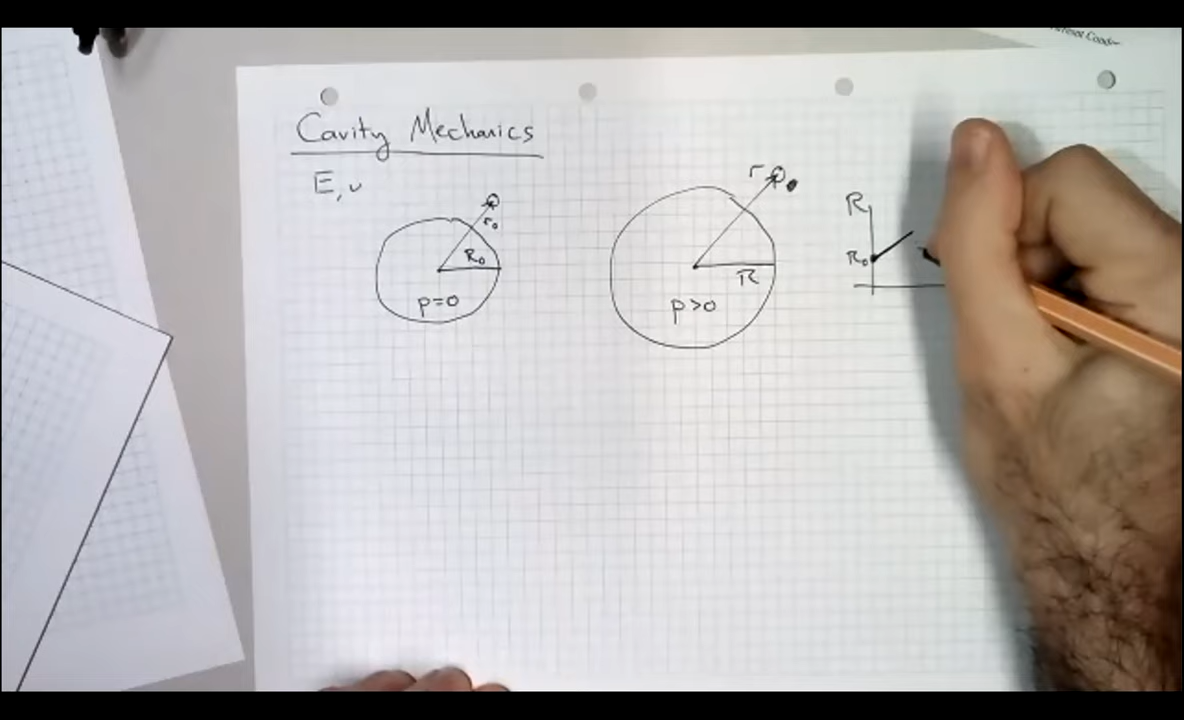 Cavity Mechanics
E, ν
r₀
R₀
p=0
r
R
p>0
R
R₀